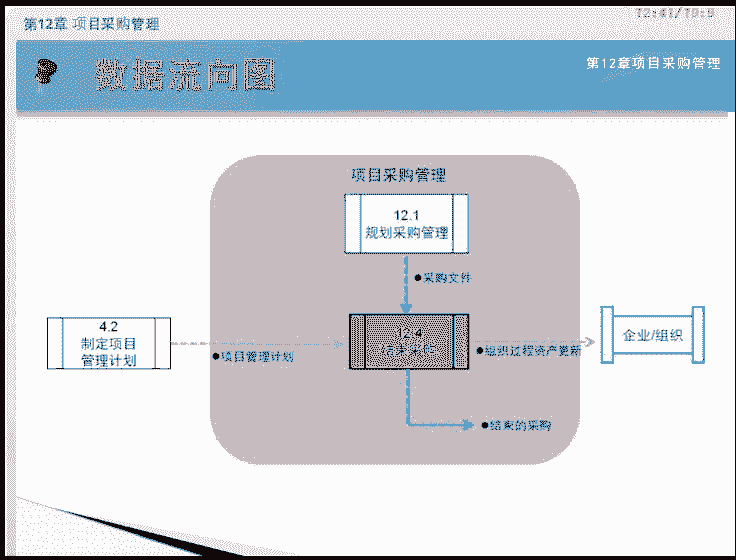 第12章 项目采购管理
数据流向图
第12章项目采购管理
项目采购管理
12.1
规划采购管理
●采购文件
4.2
制定项目
管理计划
●项目管理计划
12.4
结束采购
●组织过程资产更新
企业/组织
●结束的采购